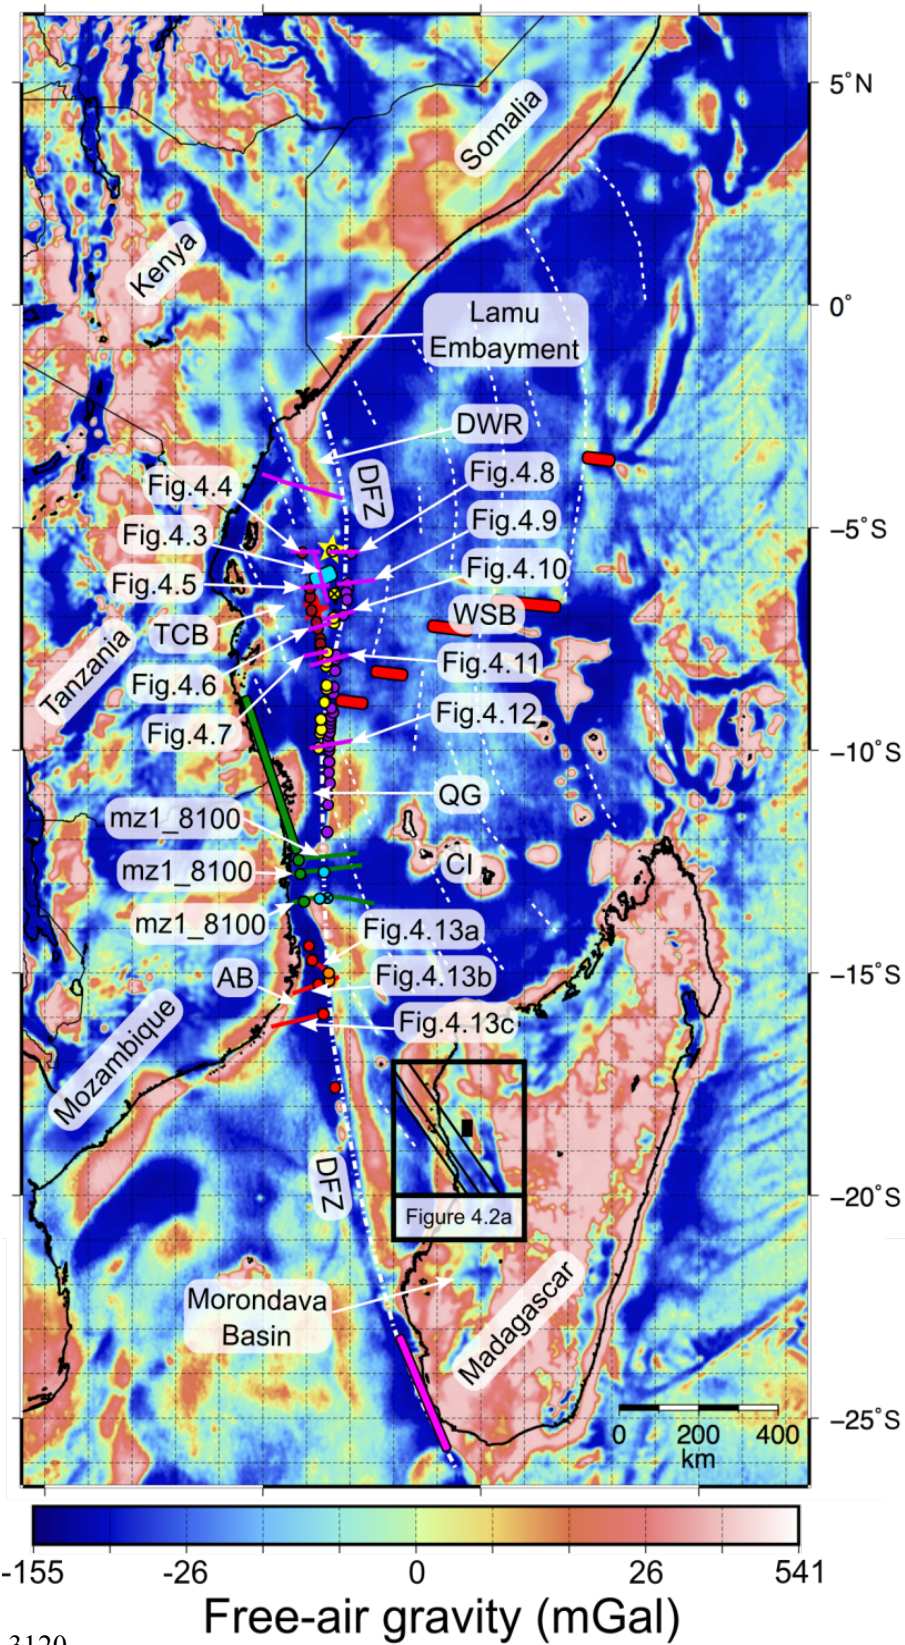 5°N
Somalia
Kenya
0°
Lamu
Embayment
DWR
DFZ
Fig.4.4
Fig.4.8
Fig.4.3
Fig.4.9
−5°S
Fig.4.5
Fig.4.10
TCB
WSB
Tanzania
Fig.4.6
Fig.4.11
Fig.4.7
Fig.4.12
−10°S
QG
mz1_8100
CI
mz1_8100
mz1_8100
Fig.4.13a
AB
Fig.4.13b
−15°S
Fig.4.13c
Mozambique
DFZ
−20°S
Figure 4.2a
Morondava
Basin
Madagascar
−25°S
0 200 400
km
-155 -26 0 26 541
Free-air gravity (mGal)
3120